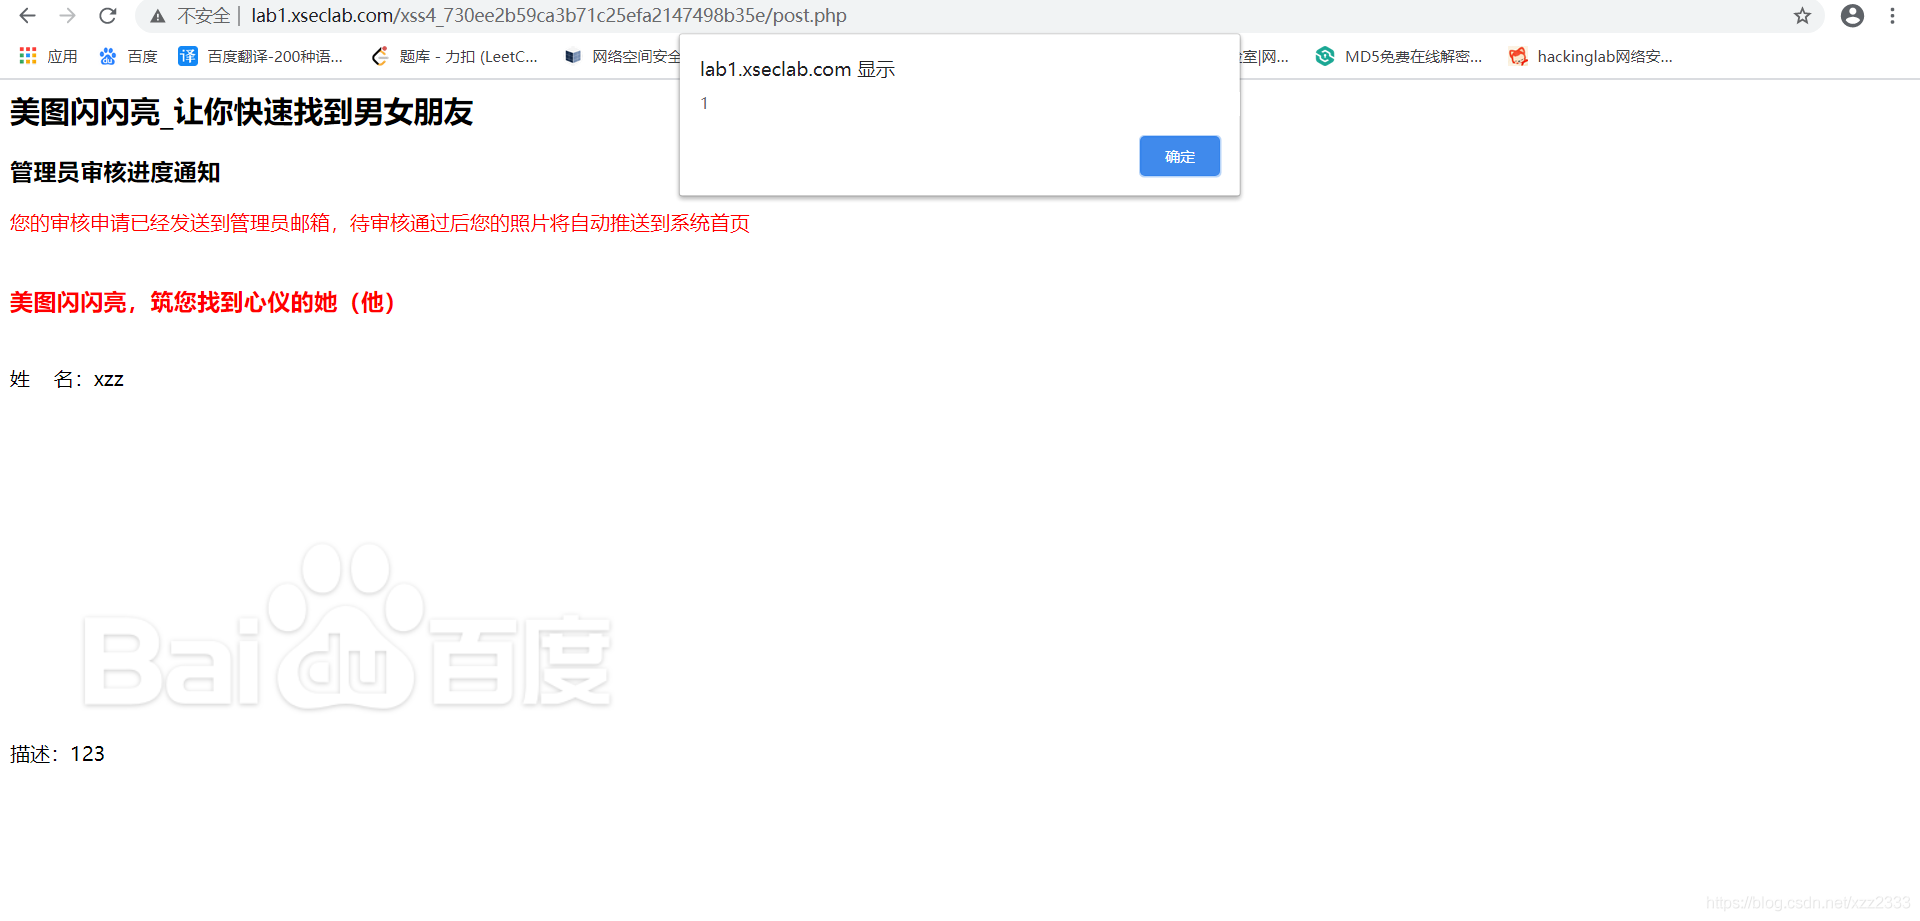 不安全 | lab1.xseclab.com/xss4_730ee2b59ca3b71c25efa2147498b35e/post.php
应用 百度 译 百度翻译-200种语... 题库 - 力扣 (LeetC... 网络空间安全 室|网... MD5免费在线解密... hackinglab网络安...
lab1.xseclab.com 显示
1
确定
美图闪闪亮_让你快速找到男女朋友
管理员审核进度通知
您的审核申请已经发送到管理员邮箱，待审核通过后您的照片将自动推送到系统首页
美图闪闪亮，筑您找到心仪的她（他）
姓 名：xzz
Baidu百度
描述：123
https://blog.csdn.net/xzz2333